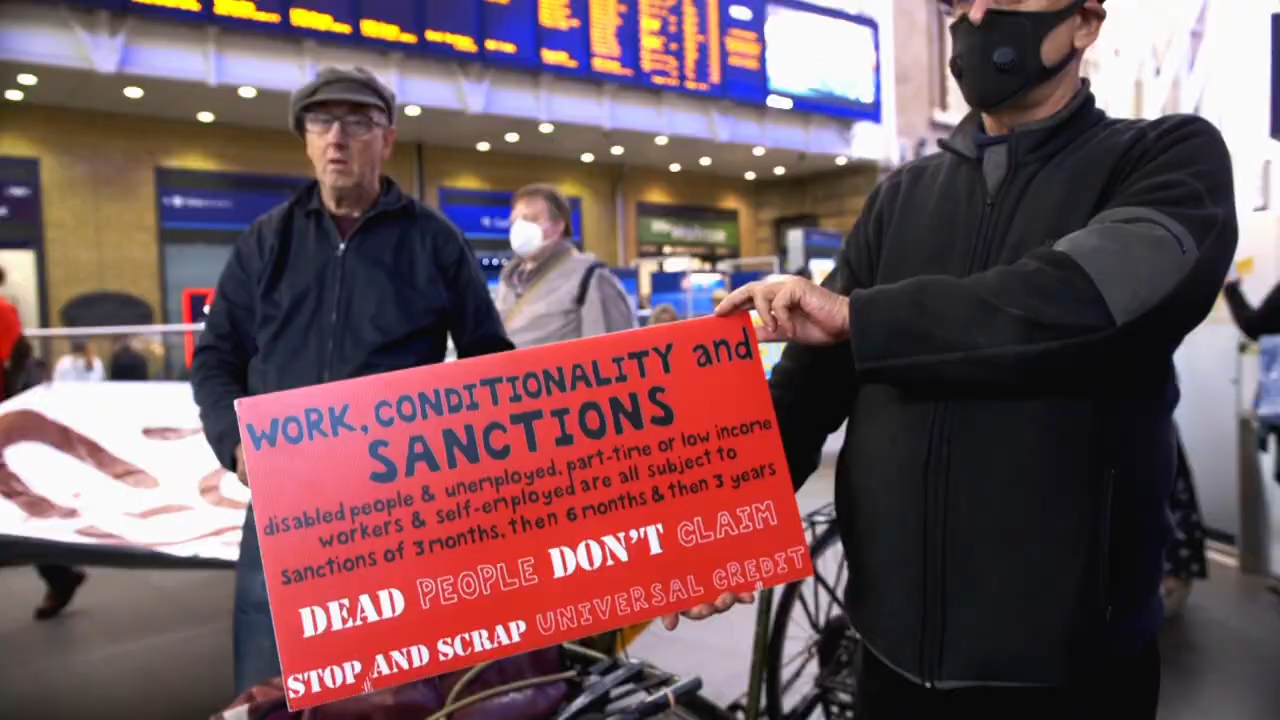 WORK, CONDITIONALITY and
SANCTIONS
disabled people & unemployed, part-time or low income
workers & self-employed are all subject to
sanctions of 3 months, then 6 months & then 3 years
DEAD PEOPLE DON'T CLAIM
STOP AND SCRAP UNIVERSAL CREDIT